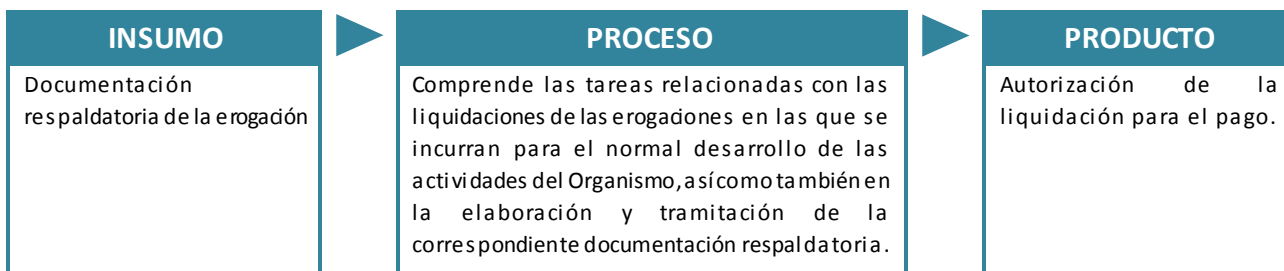 INSUMO
Documentación
respaldatoria de la erogación
PROCESO
Comprende las tareas relacionadas con las
liquidaciones de las erogaciones en las que se
incurran para el normal desarrollo de las
actividades del Organismo, así como también en
la elaboración y tramitación de la
correspondiente documentación respaldatoria.
PRODUCTO
Autorización de la
liquidación para el pago.